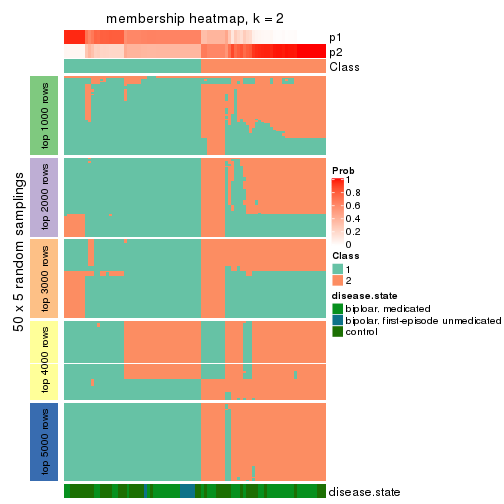 membership heatmap, k = 2
p1
p2
Class
50 x 5 random samplings
top 1000 rows
top 2000 rows
top 3000 rows
top 4000 rows
top 5000 rows
Prob
1
0.8
0.6
0.4
0.2
0
Class
1
2
disease.state
biploar. medicated
bipolar. first-episode unmedicated
control
disease.state